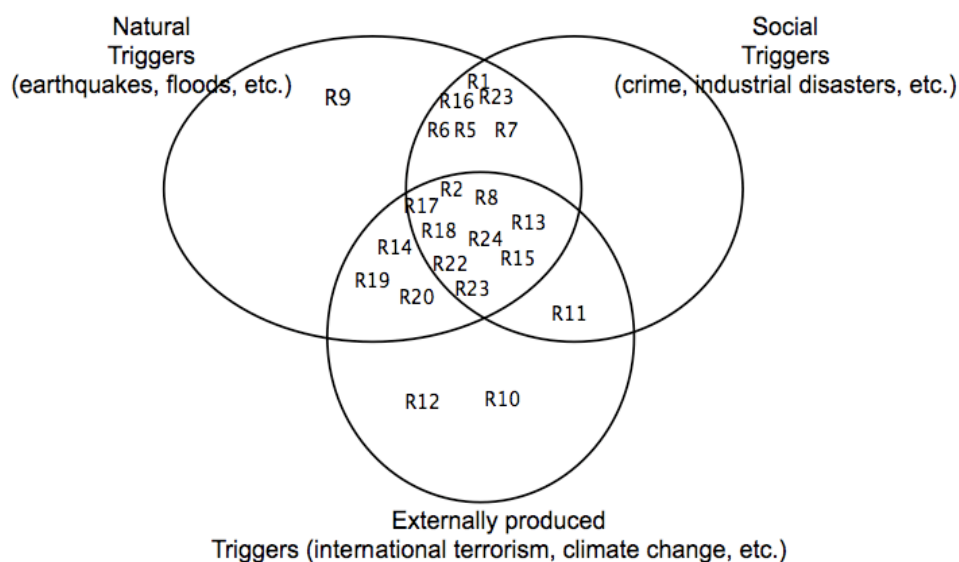 Natural
Triggers
(earthquakes, floods, etc.)
Social
Triggers
(crime, industrial disasters, etc.)
R9
R1
R16 R23
R6 R5 R7
R2 R8
R17
R13
R18 R24
R14
R22 R15
R19
R20 R23
R11
R12 R10
Externally produced
Triggers (international terrorism, climate change, etc.)